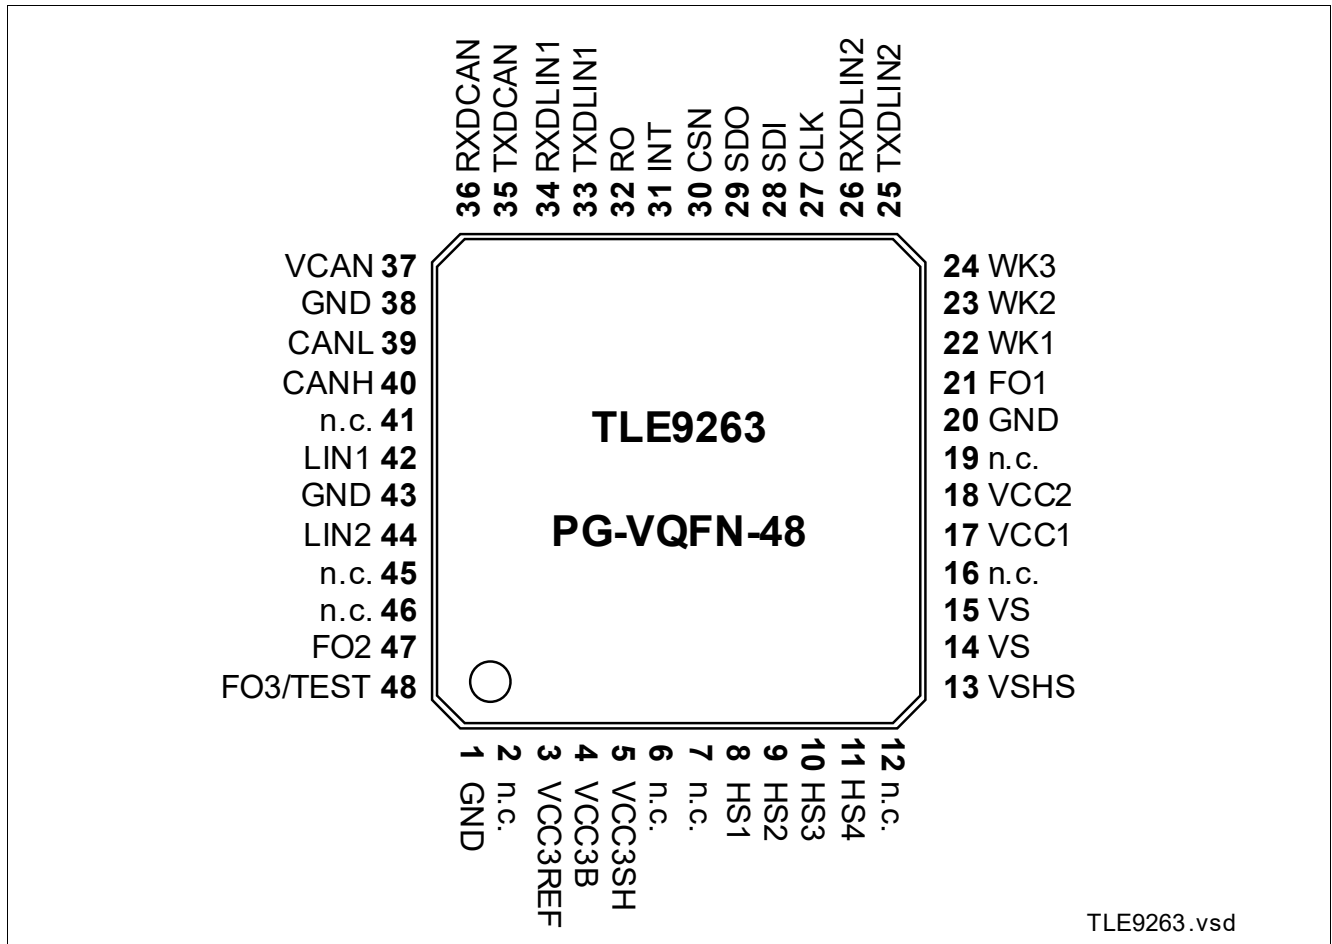 36 RXDCAN
35 TXDCAN
34 RXDLIN1
33 TXDLIN1
32 RO
31 INT
30 CSN
29 SDO
28 SDI
27 CLK
26 RXDLIN2
25 TXDLIN2
VCAN 37
GND 38
CANL 39
CANH 40
n.c. 41
LIN1 42
GND 43
LIN2 44
n.c. 45
n.c. 46
FO2 47
FO3/TEST 48
TLE9263
PG-VQFN-48
24 WK3
23 WK2
22 WK1
21 FO1
20 GND
19 n.c.
18 VCC2
17 VCC1
16 n.c.
15 VS
14 VS
13 VSHS
1 GND
2 n.c.
3 VCC3REF
4 VCC3B
5 VCC3SH
6 n.c.
7 n.c.
8 HS1
9 HS2
10 HS3
11 HS4
12 n.c.
TLE9263.vsd